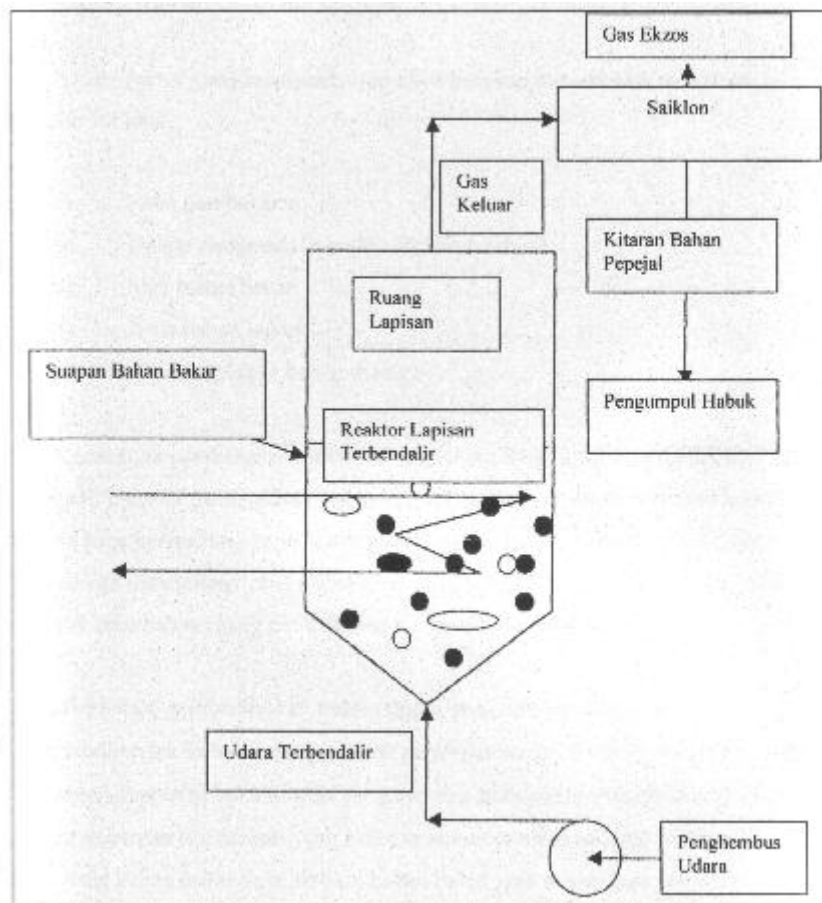 Gas Ekzos
Saiklon
Gas
Keluar
Kitaran Bahan
Pepejal
Ruang
Lapisan
Suapan Bahan Bakar
Pengumpul Habuk
Reaktor Lapisan
Terbendalir
Udara Terbendalir
Penghembus
Udara